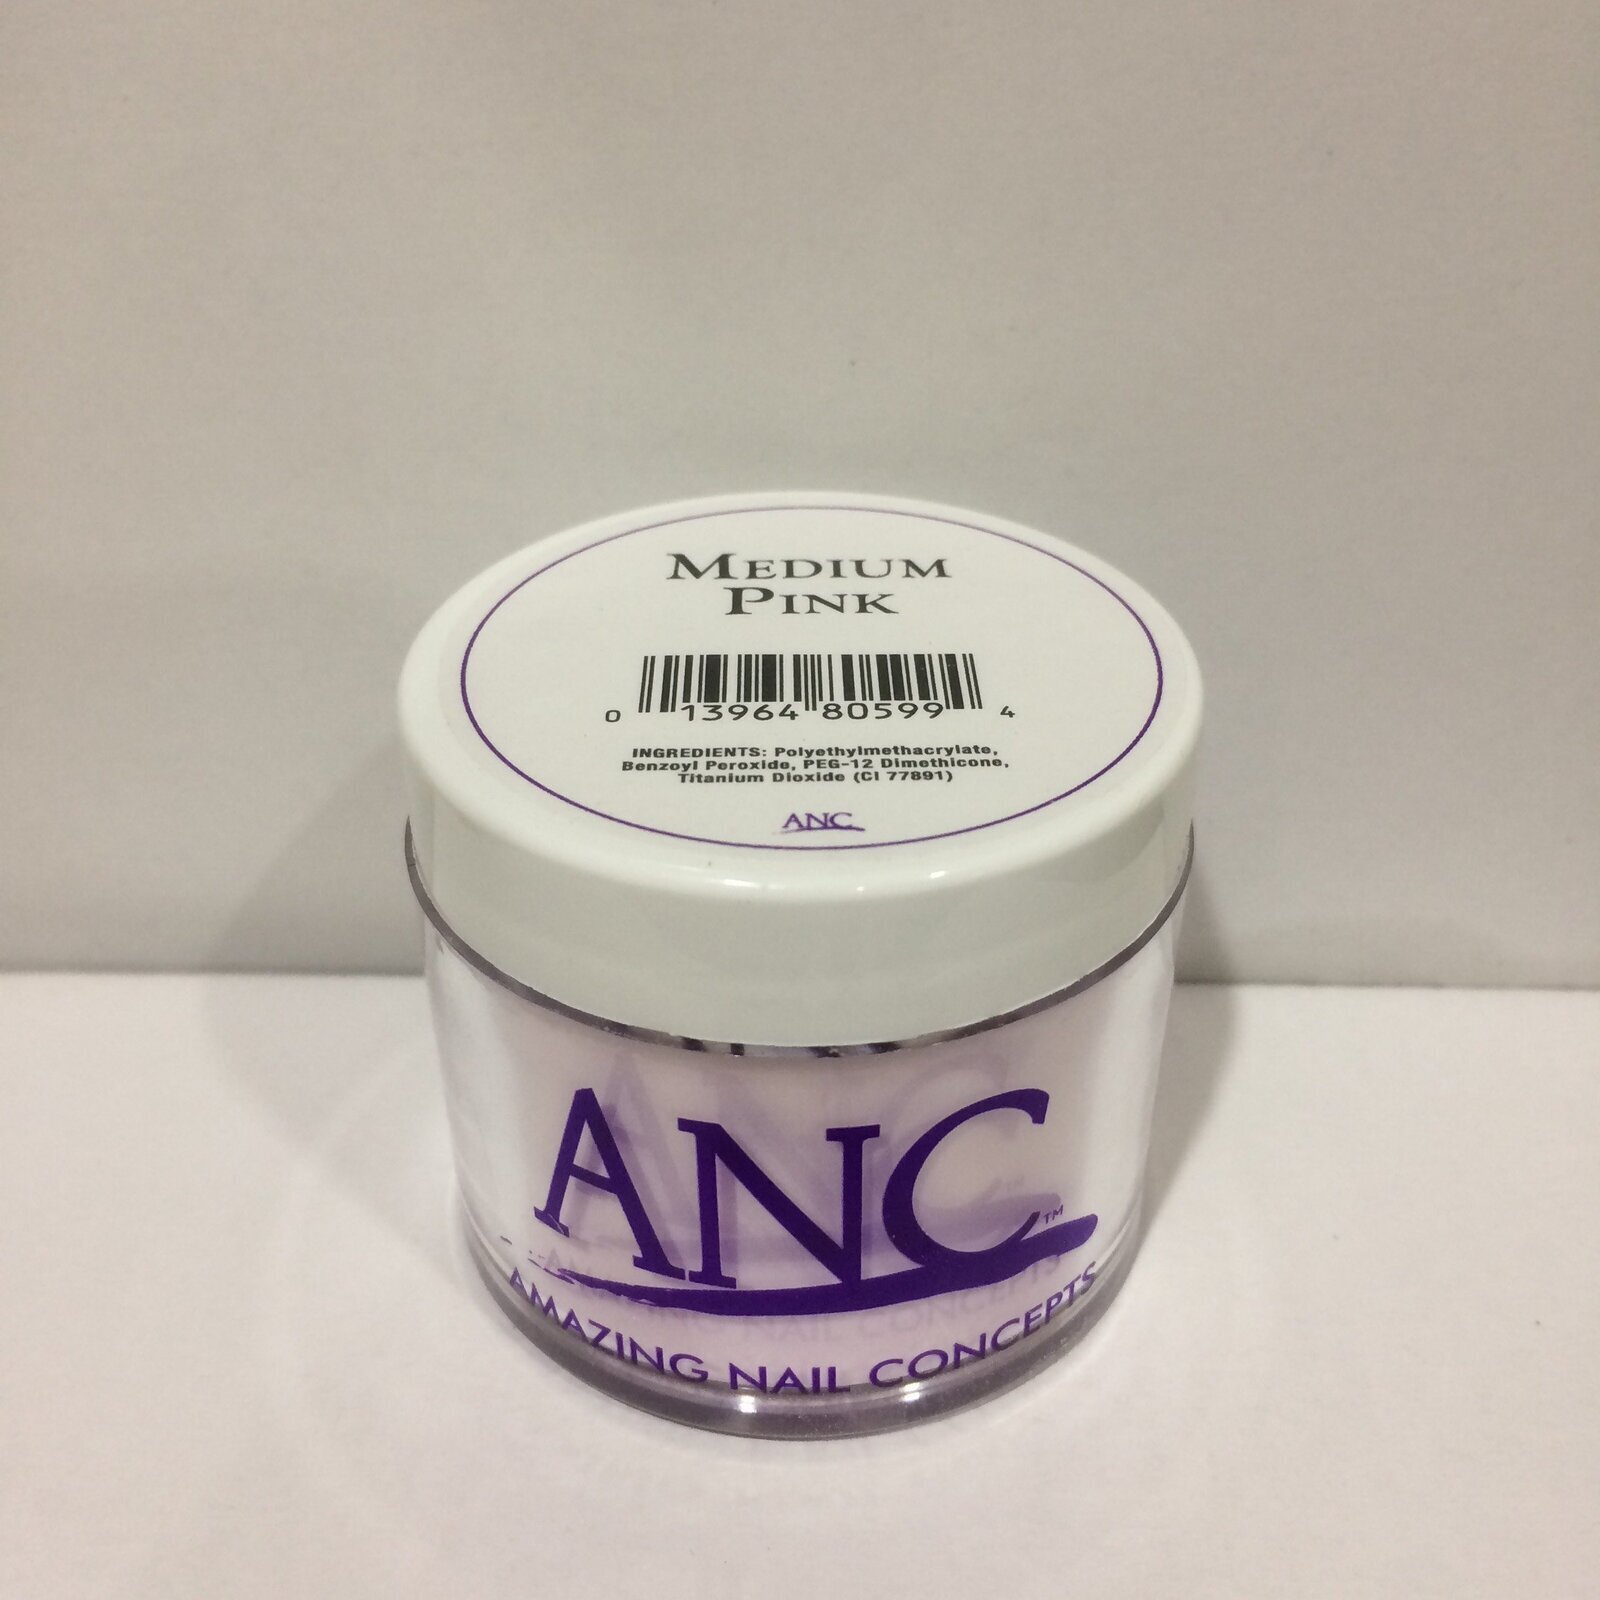 MEDIUM
PINK
0 13964 80599 4
INGREDIENTS: Polyethylmethacrylate,
Benzoyl Peroxide, PEG-12 Dimethicone,
Titanium Dioxide (CI 77891)
ANC
ANC™
AMAZING NAIL CONCEPTS